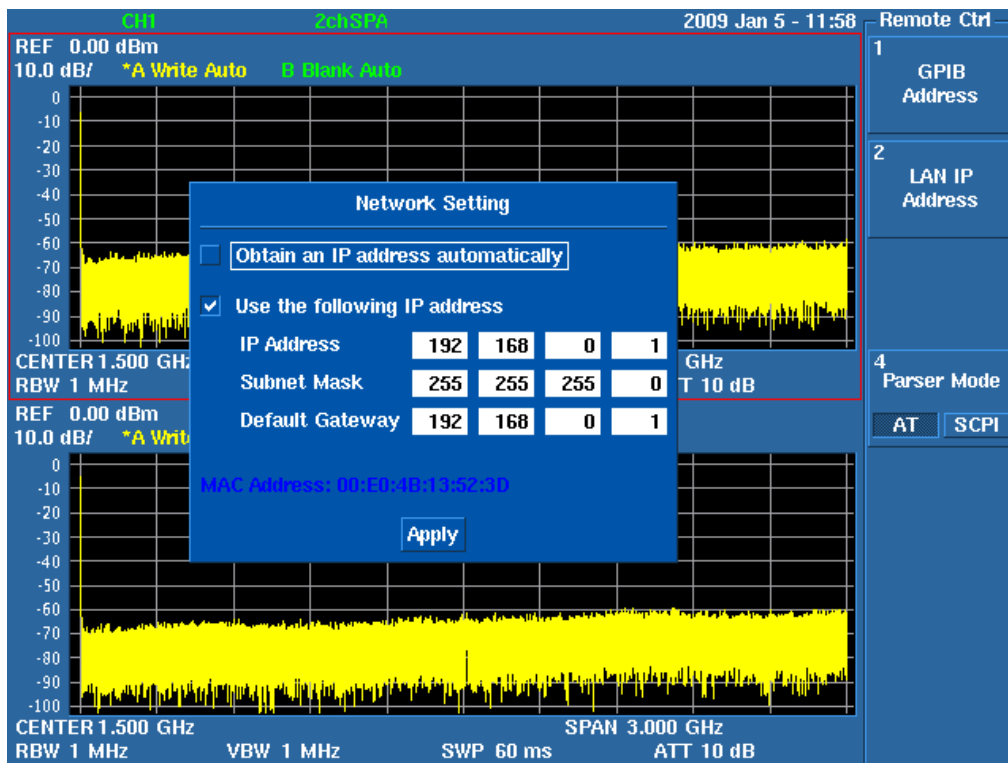 CH1 2chSPA 2009 Jan 5 - 11:58
REF 0.00 dBm
10.0 dB/ *A Write Auto B Blank Auto
0
-10
-20
-30
-40
-50
-60
-70
-80
-90
-100
CENTER 1.500 GHz GHz
RBW 1 MHz T 10 dB
Network Setting
Obtain an IP address automatically
Use the following IP address
IP Address 192 168 0 1
Subnet Mask 255 255 255 0
Default Gateway 192 168 0 1
MAC Address: 00:E0:4B:13:52:3D
Apply
REF 0.00 dBm
10.0 dB/ *A Writ
0
-10
-20
-30
-40
-50
-60
-70
-80
-90
-100
CENTER 1.500 GHz SPAN 3.000 GHz
RBW 1 MHz VBW 1 MHz SWP 60 ms ATT 10 dB
Remote Ctrl
1
GPIB
Address
2
LAN IP
Address
4
Parser Mode
AT SCPI